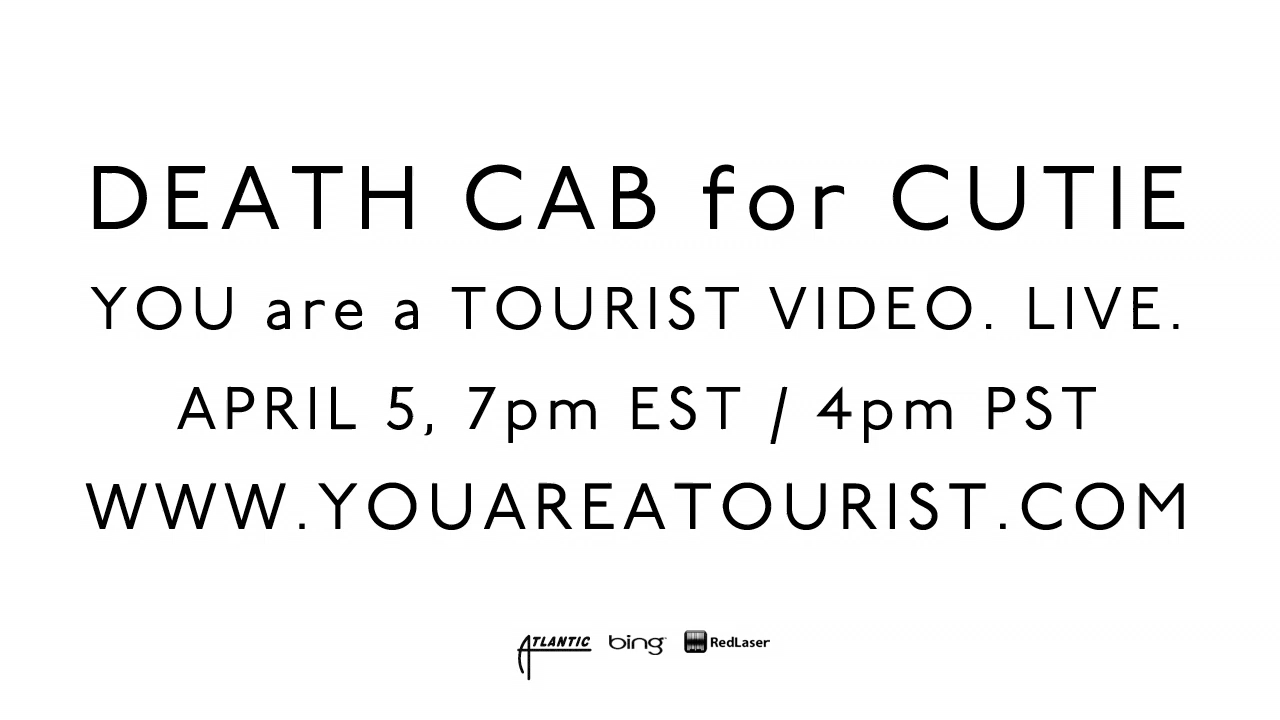 DEATH CAB for CUTIE
YOU are a TOURIST VIDEO. LIVE.
APRIL 5, 7pm EST / 4pm PST
WWW.YOUAREATOURIST.COM
ATLANTIC bing RedLaser